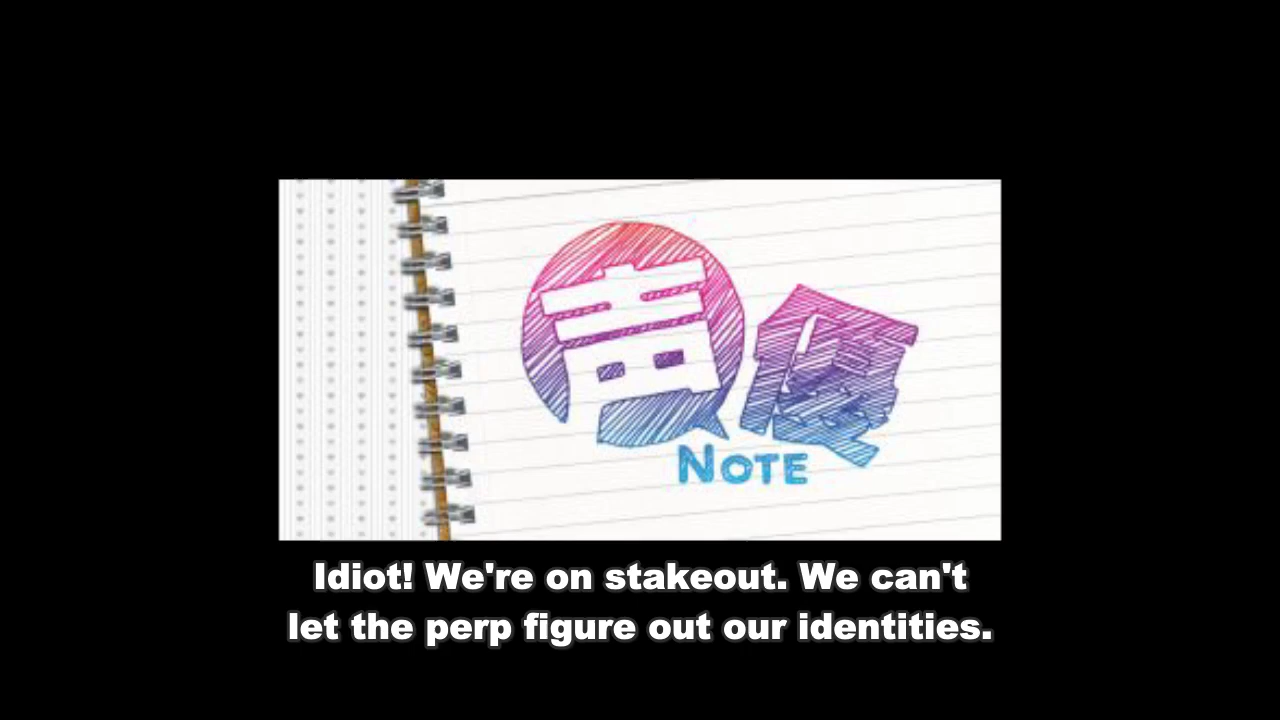 声優
NOTE
Idiot! We're on stakeout. We can't
let the perp figure out our identities.